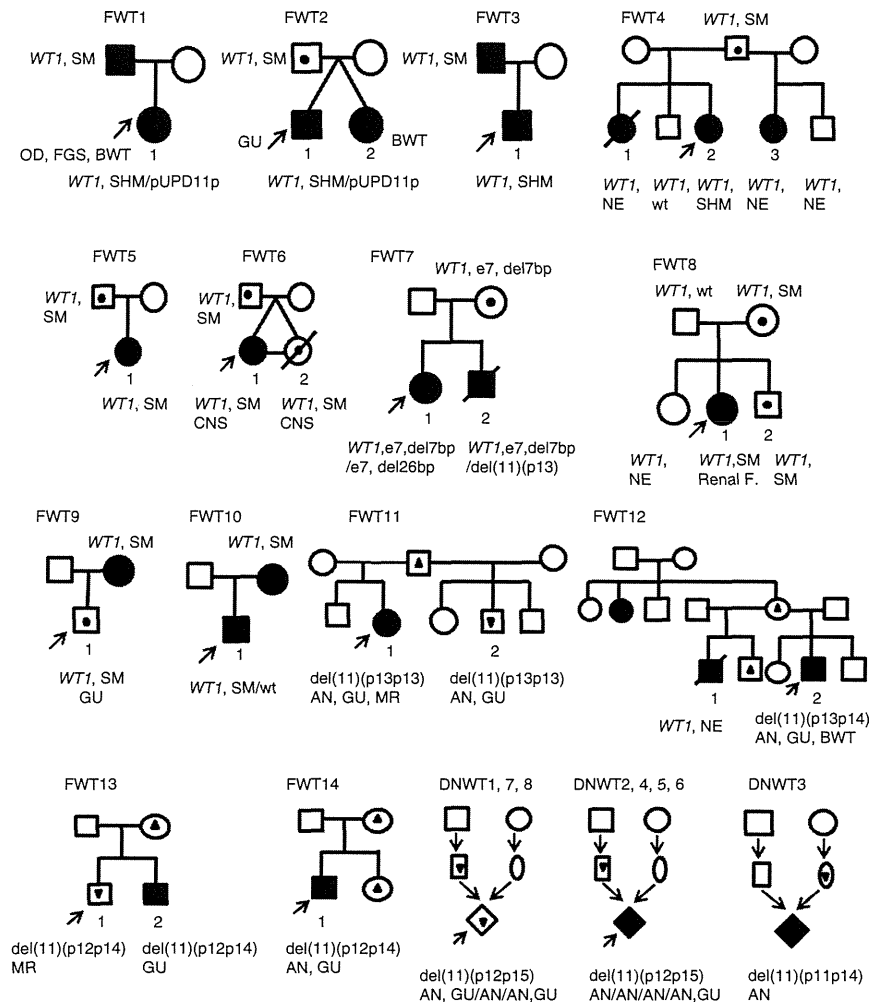 FWT1
WT1, SM
OD, FGS, BWT
1
WT1, SHM/pUPD11p
FWT2
WT1, SM
GU
BWT
1
2
WT1, SHM/pUPD11p
FWT3
WT1, SM
1
WT1, SHM
FWT4
WT1, SM
1
2
3
WT1, WT1, WT1, WT1, WT1,
NE wt SHM NE NE
FWT5
WT1,
SM
1
WT1, SM
FWT6
WT1,
SM
1
2
WT1, SM WT1, SM
CNS CNS
FWT7
WT1, e7, del7bp
1
2
WT1,e7,del7bp WT1,e7,del7bp
/e7, del26bp /del(11)(p13)
FWT8
WT1, wt WT1, SM
1
2
WT1, WT1,SM WT1,
NE Renal F. SM
FWT9
WT1, SM
1
WT1, SM
GU
FWT10
WT1, SM
1
WT1, SM/wt
FWT11
1
2
del(11)(p13p13) del(11)(p13p13)
AN, GU, MR AN, GU
FWT12
1
2
WT1, NE
del(11)(p13p14)
AN, GU, BWT
FWT13
1
2
del(11)(p12p14) del(11)(p12p14)
MR GU
FWT14
1
del(11)(p12p14)
AN, GU
DNWT1, 7, 8
del(11)(p12p15)
AN, GU/AN/AN,GU
DNWT2, 4, 5, 6
del(11)(p12p15)
AN/AN/AN/AN,GU
DNWT3
del(11)(p11p14)
AN